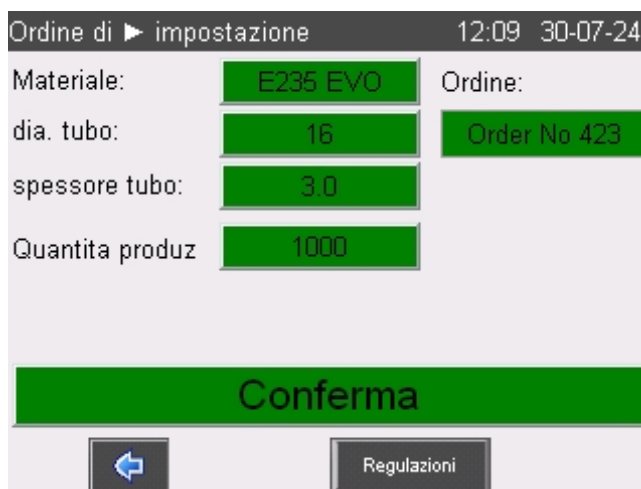 Ordine di ► impostazione 12:09 30-07-24
Materiale: E235 EVO Ordine:
dia. tubo: 16 Order No 423
spessore tubo: 3.0
Quantita produz 1000
Conferma
Regulazioni